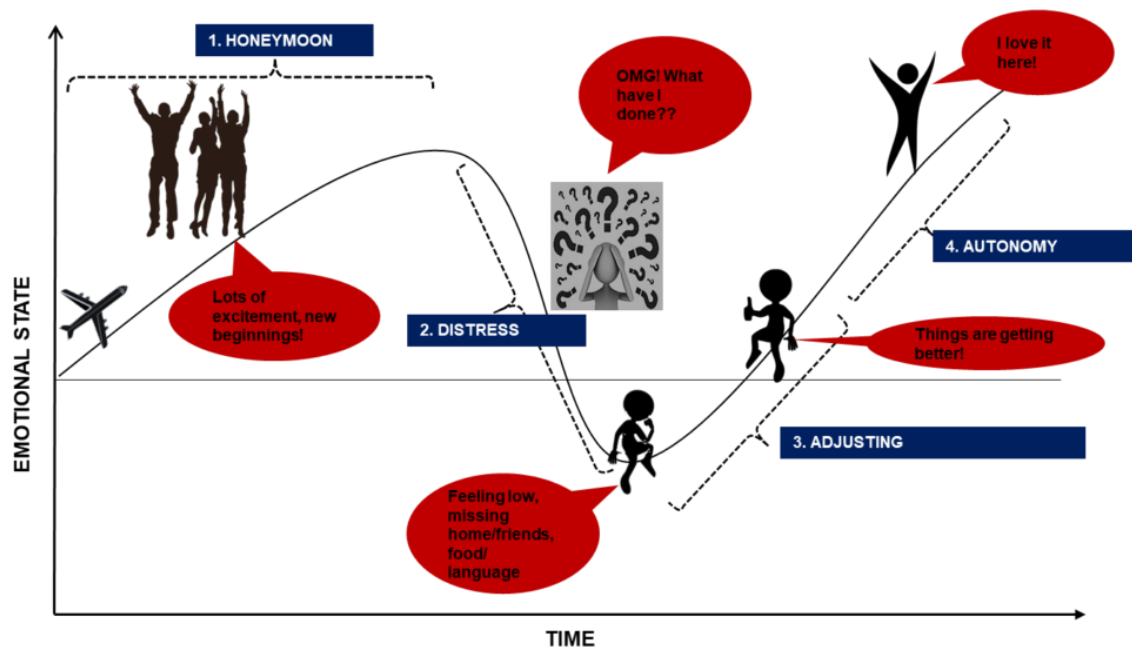 1. HONEYMOON
I love it
here!
OMG! What
have I
done??
4. AUTONOMY
Lots of
excitement, new
beginnings!
2. DISTRESS
Things are getting
better!
3. ADJUSTING
Feeling low,
missing
home/friends,
food/
language
EMOTIONAL STATE
TIME